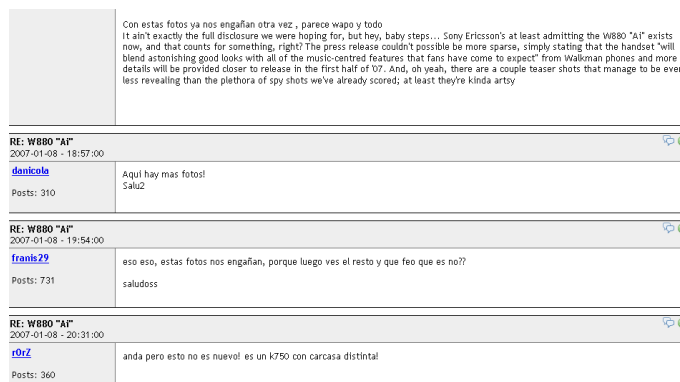 Con estas fotos ya nos engañan otra vez , parece wapo y todo
It ain't exactly the full disclosure we were hoping for, but hey, baby steps... Sony Ericsson's at least admitting the W880 "Ai" exists
now, and that counts for something, right? The press release couldn't possible be more sparse, simply stating that the handset "will
blend astonishing good looks with all of the music-centred features that fans have come to expect" from Walkman phones and more
details will be provided closer to release in the first half of '07. And, oh yeah, there are a couple teaser shots that manage to be even
less revealing than the plethora of spy shots we've already scored; at least they're kinda artsy
RE: W880 "Ai"
2007-01-08 - 18:57:00
danicola
Posts: 310
Aqui hay mas fotos!
Salu2
RE: W880 "Ai"
2007-01-08 - 19:54:00
franis29
Posts: 731
eso eso, estas fotos nos engañan, porque luego ves el resto y que feo que es no??
saludoss
RE: W880 "Ai"
2007-01-08 - 20:31:00
r0rZ
Posts: 360
anda pero esto no es nuevo! es un k750 con carcasa distinta!